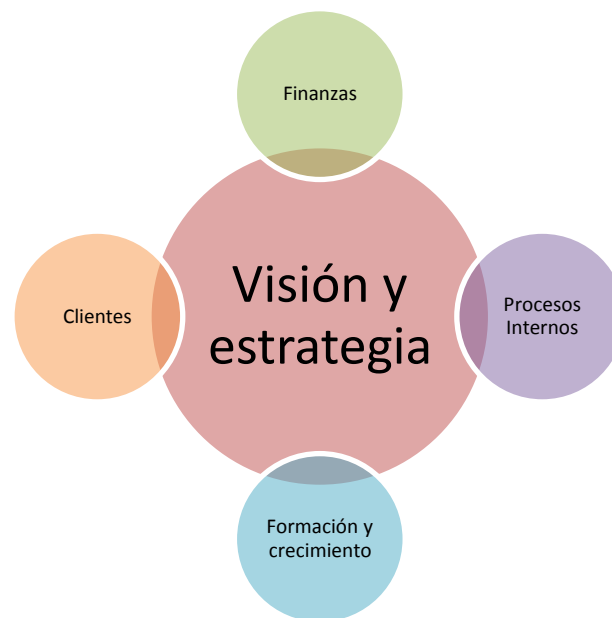 Finanzas
Visión y
estrategia
Clientes
Procesos
Internos
Formación y
crecimiento